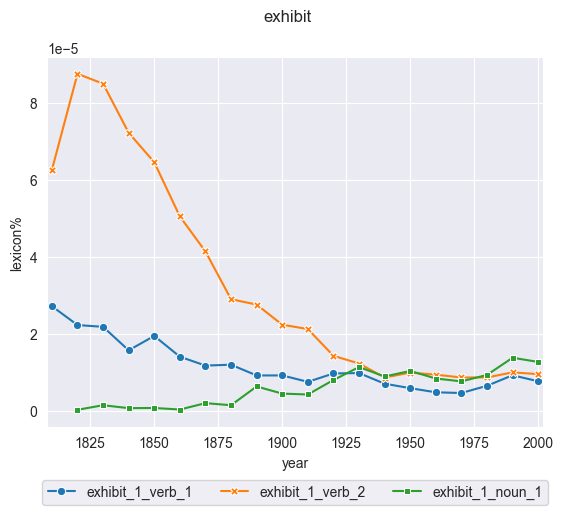 exhibit
1e−5
8
6
4
2
0
lexicon%
1825 1850 1875 1900 1925 1950 1975 2000
year
exhibit_1_verb_1 exhibit_1_verb_2 exhibit_1_noun_1